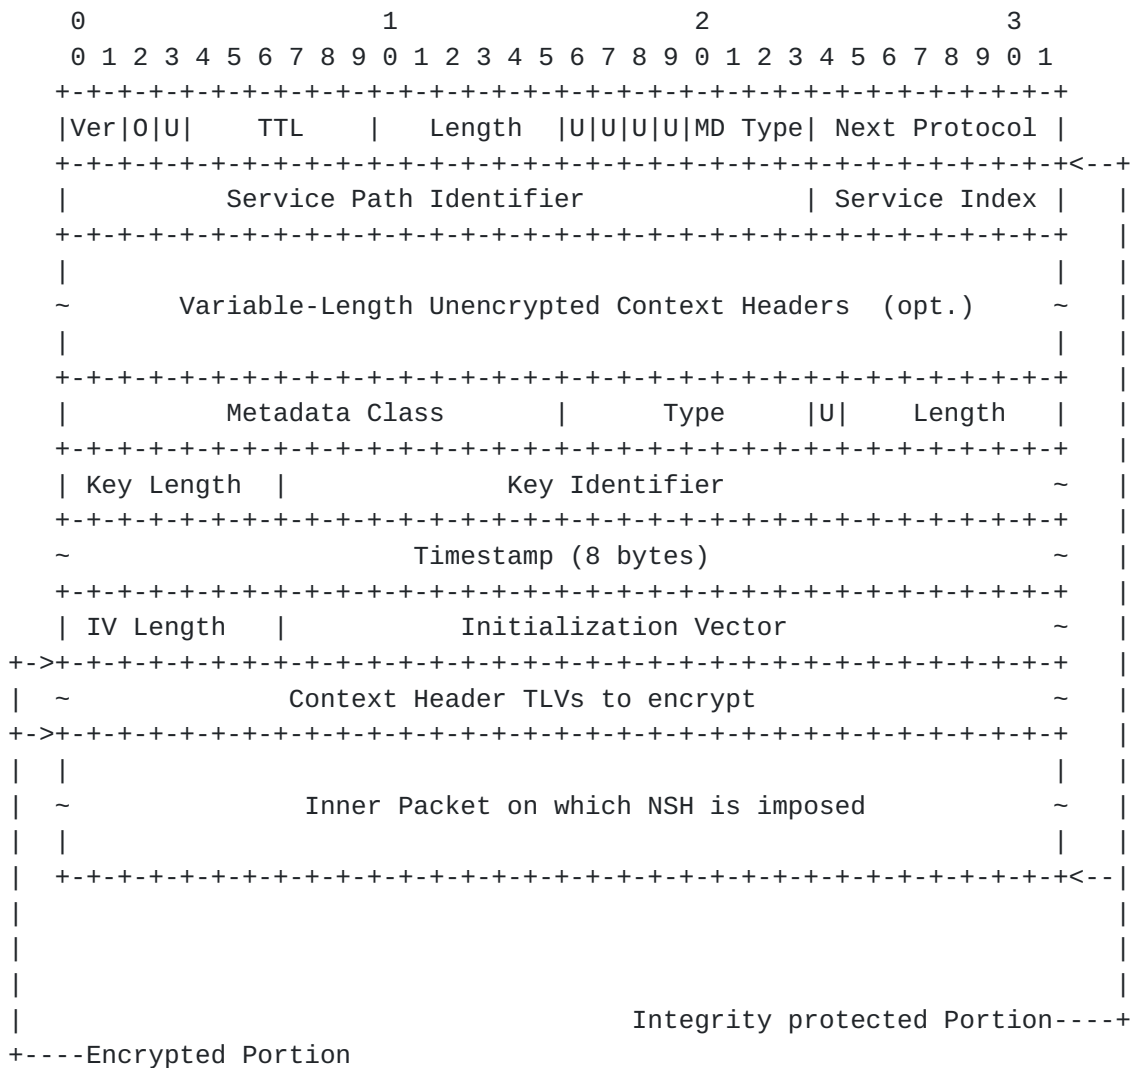 0                   1                   2                   3
    0 1 2 3 4 5 6 7 8 9 0 1 2 3 4 5 6 7 8 9 0 1 2 3 4 5 6 7 8 9 0 1
   +-+-+-+-+-+-+-+-+-+-+-+-+-+-+-+-+-+-+-+-+-+-+-+-+-+-+-+-+-+-+-+-+
   |Ver|O|U|    TTL    |   Length  |U|U|U|U|MD Type| Next Protocol |
   +-+-+-+-+-+-+-+-+-+-+-+-+-+-+-+-+-+-+-+-+-+-+-+-+-+-+-+-+-+-+-+-+<--+
   |          Service Path Identifier              | Service Index |   |
   +-+-+-+-+-+-+-+-+-+-+-+-+-+-+-+-+-+-+-+-+-+-+-+-+-+-+-+-+-+-+-+-+   |
   |                                                               |   |
   ~       Variable-Length Unencrypted Context Headers  (opt.)     ~   |
   |                                                               |   |
   +-+-+-+-+-+-+-+-+-+-+-+-+-+-+-+-+-+-+-+-+-+-+-+-+-+-+-+-+-+-+-+-+   |
   |          Metadata Class       |      Type     |U|    Length   |   |
   +-+-+-+-+-+-+-+-+-+-+-+-+-+-+-+-+-+-+-+-+-+-+-+-+-+-+-+-+-+-+-+-+   |
   | Key Length  |              Key Identifier                     ~   |
   +-+-+-+-+-+-+-+-+-+-+-+-+-+-+-+-+-+-+-+-+-+-+-+-+-+-+-+-+-+-+-+-+   |
   ~                      Timestamp (8 bytes)                      ~   |
   +-+-+-+-+-+-+-+-+-+-+-+-+-+-+-+-+-+-+-+-+-+-+-+-+-+-+-+-+-+-+-+-+   |
   | IV Length   |           Initialization Vector                 ~   |
+->+-+-+-+-+-+-+-+-+-+-+-+-+-+-+-+-+-+-+-+-+-+-+-+-+-+-+-+-+-+-+-+-+   |
|  ~              Context Header TLVs to encrypt                   ~   |
+->+-+-+-+-+-+-+-+-+-+-+-+-+-+-+-+-+-+-+-+-+-+-+-+-+-+-+-+-+-+-+-+-+   |
|  |                                                               |   |
|  ~               Inner Packet on which NSH is imposed            ~   |
|  |                                                               |   |
|  +-+-+-+-+-+-+-+-+-+-+-+-+-+-+-+-+-+-+-+-+-+-+-+-+-+-+-+-+-+-+-+-+<--|
|                                                                      |
|                                                                      |
|                                                                      |
|                                       Integrity protected Portion----+
+----Encrypted Portion